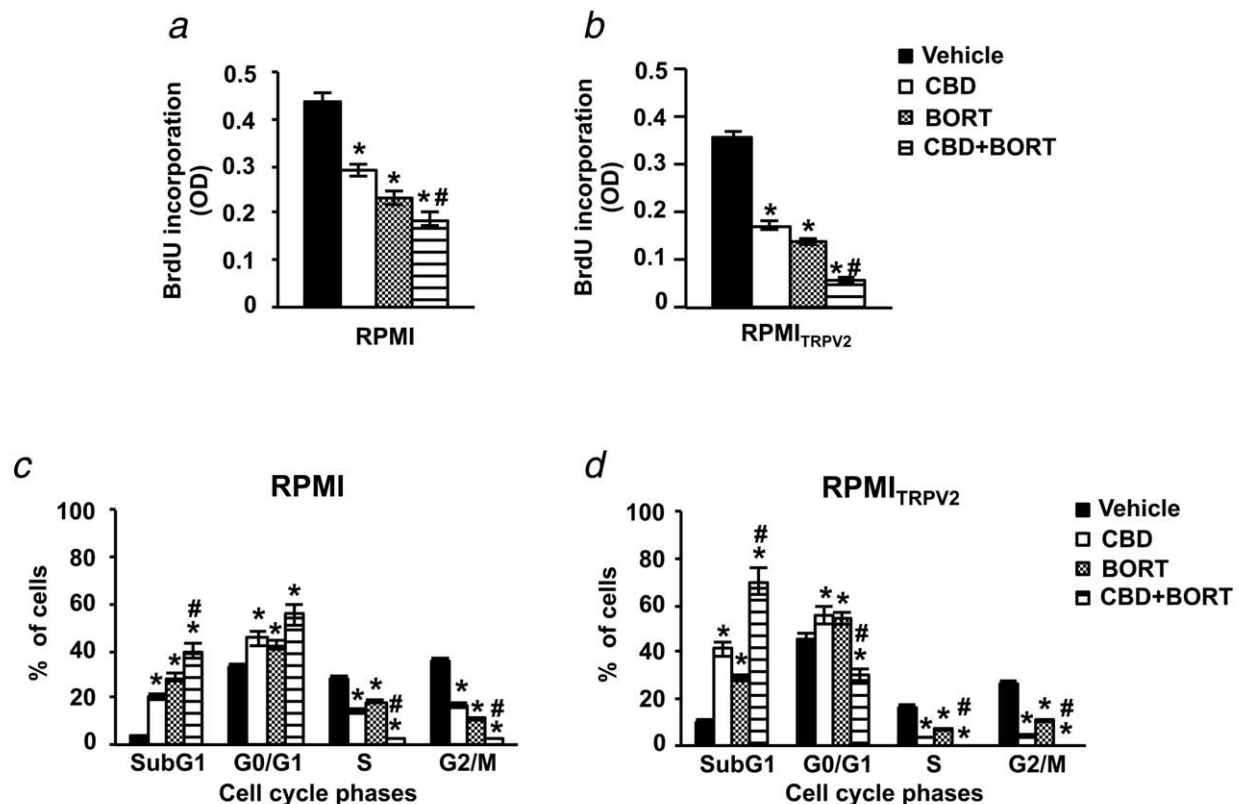 a
BrdU incorporation
(OD)
0.5
0.4
0.3
0.2
0.1
0
*
*
*#
RPMI
b
BrdU incorporation
(OD)
0.5
0.4
0.3
0.2
0.1
0
*
*
*#
RPMITRPV2
Vehicle
CBD
BORT
CBD+BORT
c
RPMI
% of cells
100
80
60
40
20
0
*
*
#
*
*
*
*
*
*
#
*
*
*
#
*
SubG1 G0/G1 S G2/M
Cell cycle phases
d
RPMITRPV2
% of cells
100
80
60
40
20
0
*
*
#
*
*
*
#
*
*
*
#
*
*
*
#
*
SubG1 G0/G1 S G2/M
Cell cycle phases
Vehicle
CBD
BORT
CBD+BORT